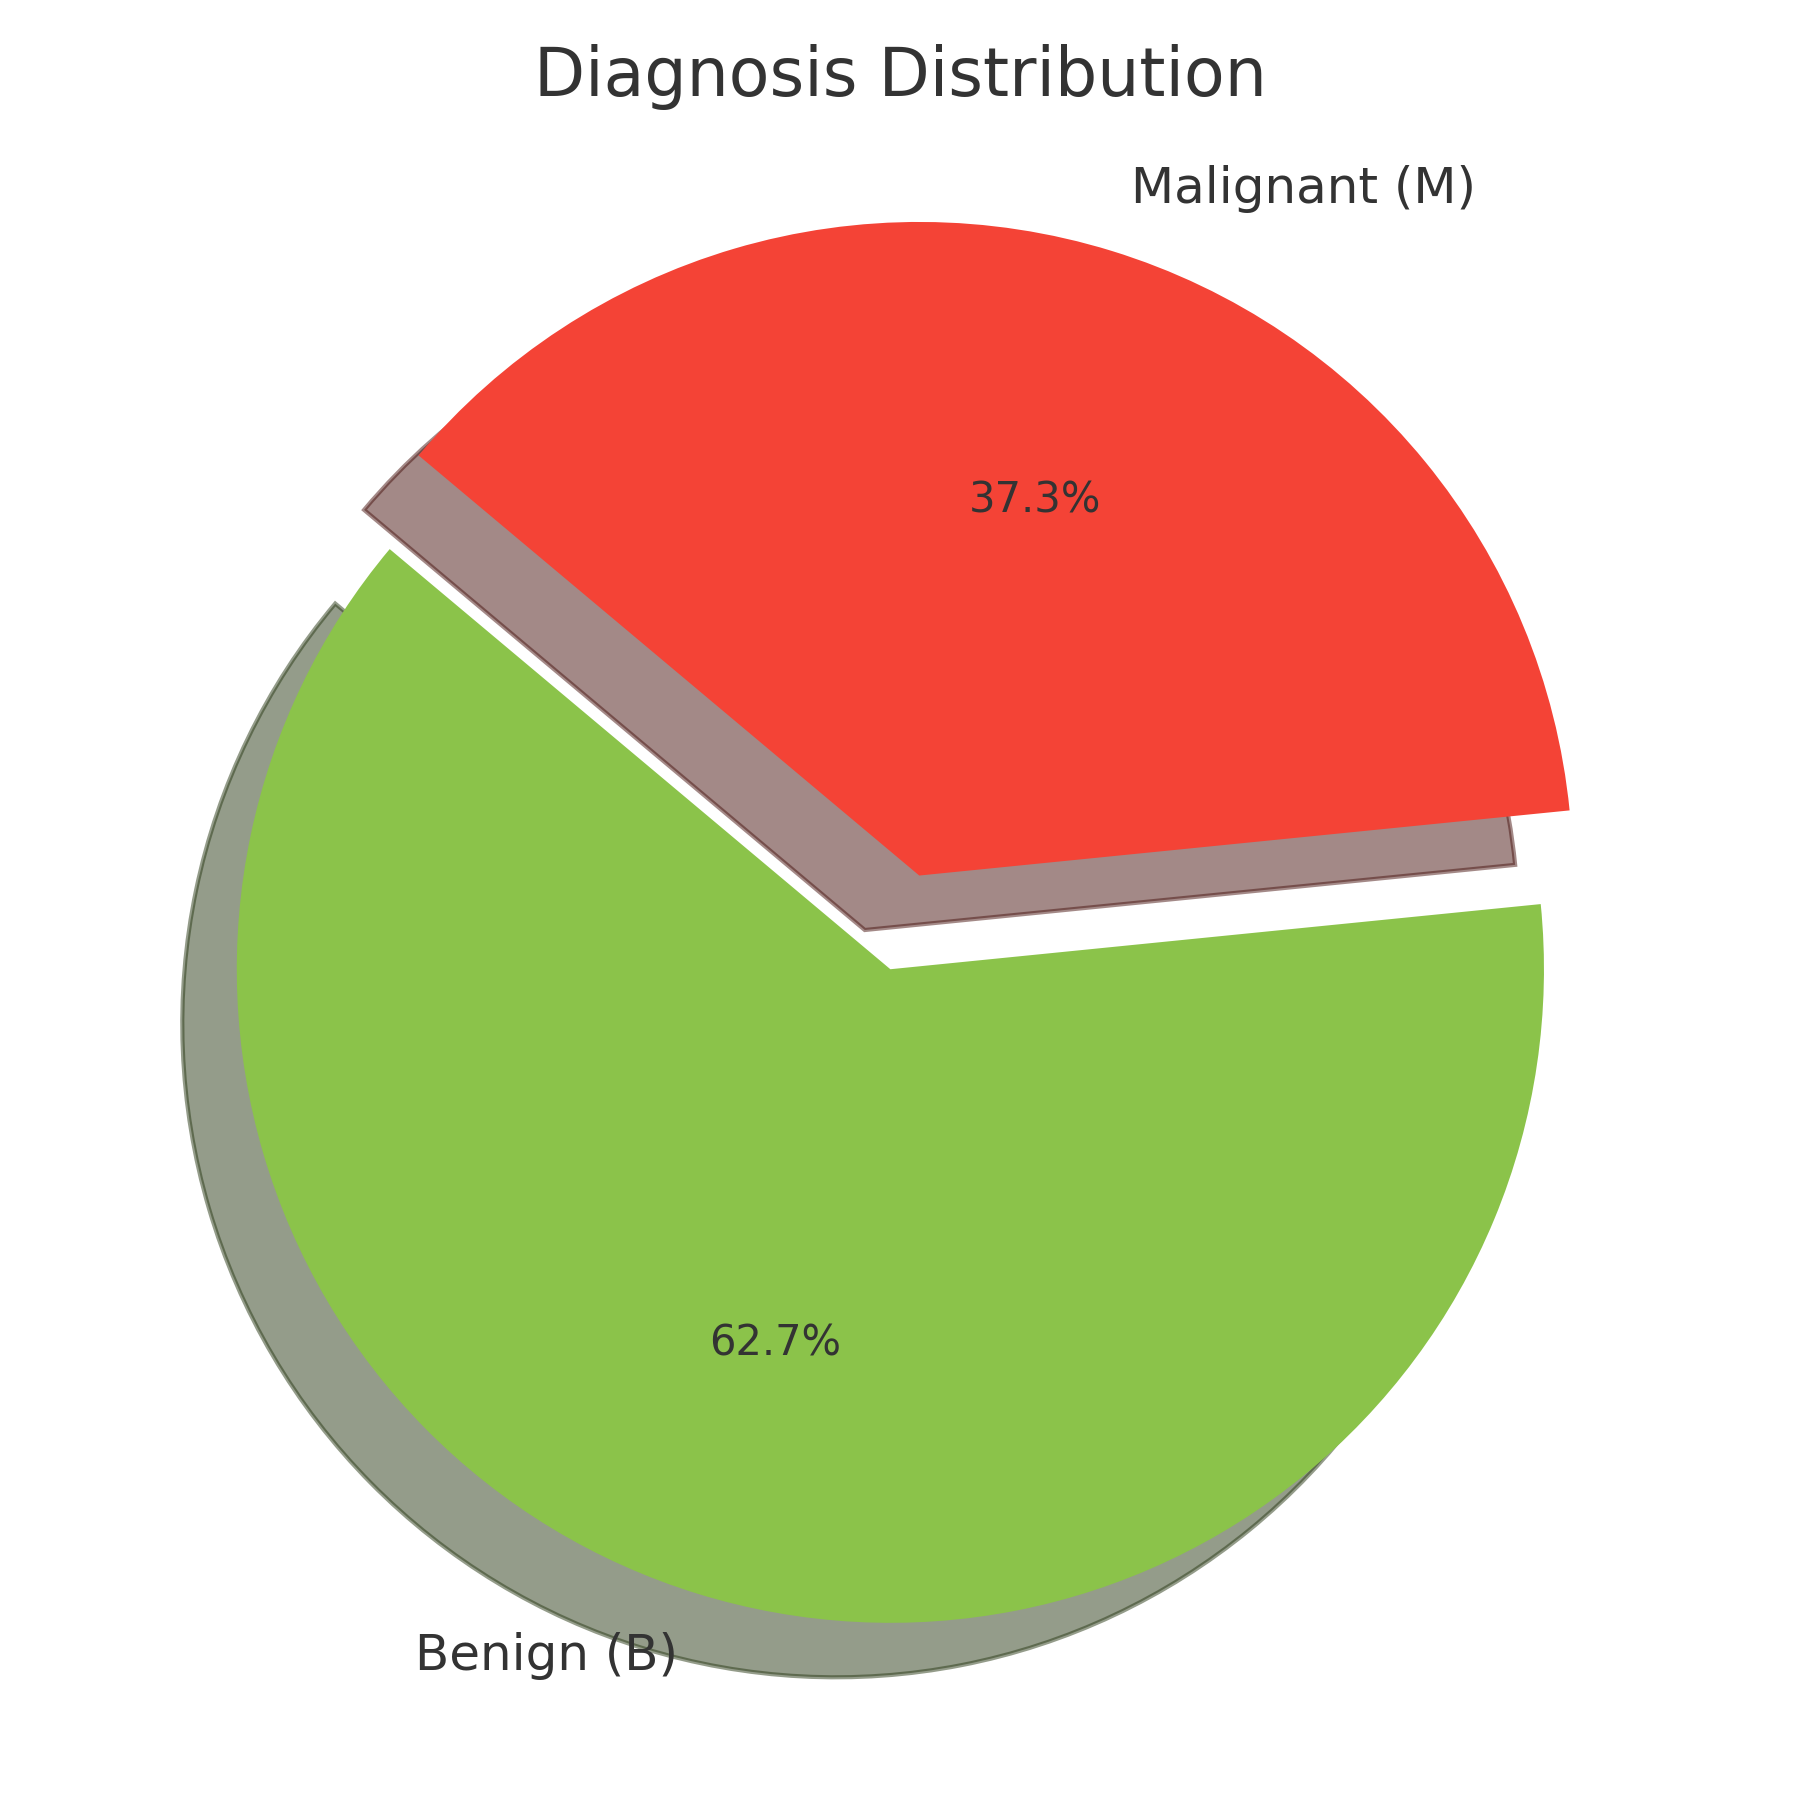 Diagnosis Distribution
Malignant (M)
37.3%
62.7%
Benign (B)